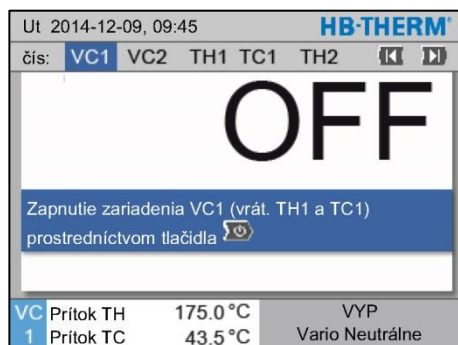 Ut 2014-12-09, 09:45 HB-THERM®
čís: VC1 VC2 TH1 TC1 TH2
OFF
Zapnutie zariadenia VC1 (vrát. TH1 a TC1)
prostredníctvom tlačidla
VC Prítok TH 175.0 °C VYP
1 Prítok TC 43.5 °C Vario Neutrálne